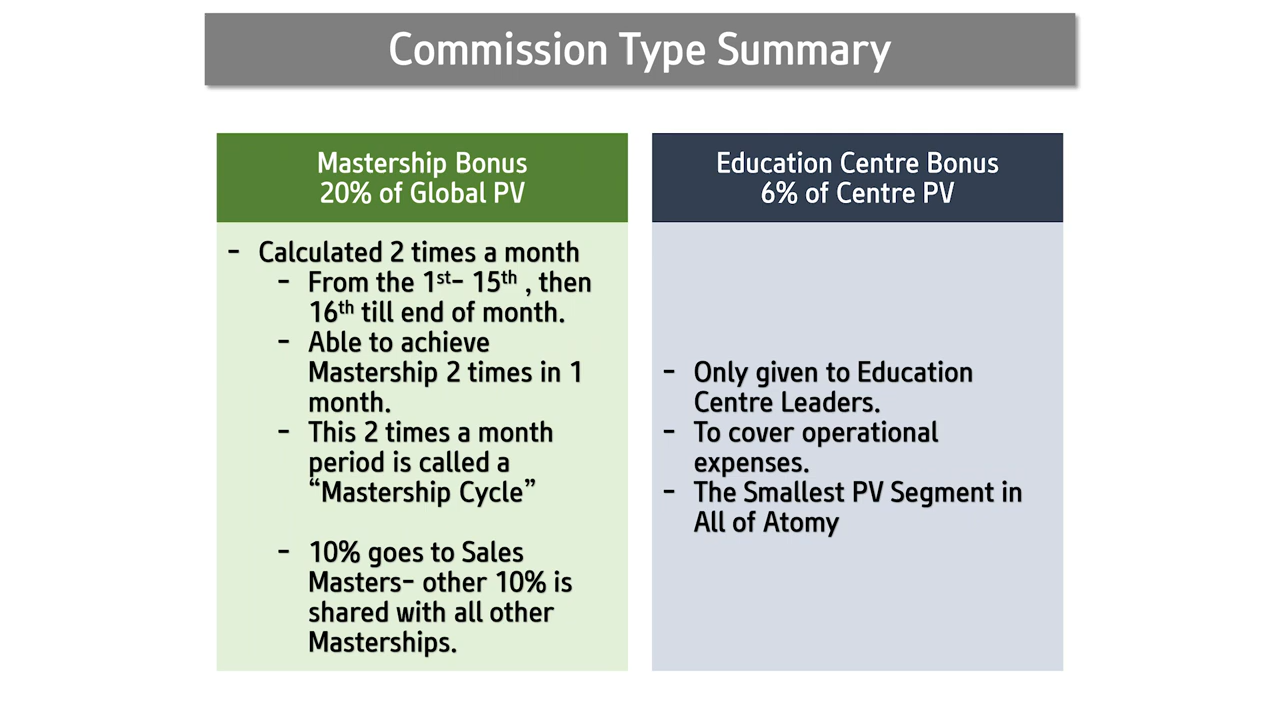 Commission Type Summary
Mastership Bonus
20% of Global PV
- Calculated 2 times a month
- From the 1st- 15th , then
16th till end of month.
- Able to achieve
Mastership 2 times in 1
month.
- This 2 times a month
period is called a
“Mastership Cycle”
- 10% goes to Sales
Masters- other 10% is
shared with all other
Masterships.
Education Centre Bonus
6% of Centre PV
- Only given to Education
Centre Leaders.
- To cover operational
expenses.
- The Smallest PV Segment in
All of Atomy